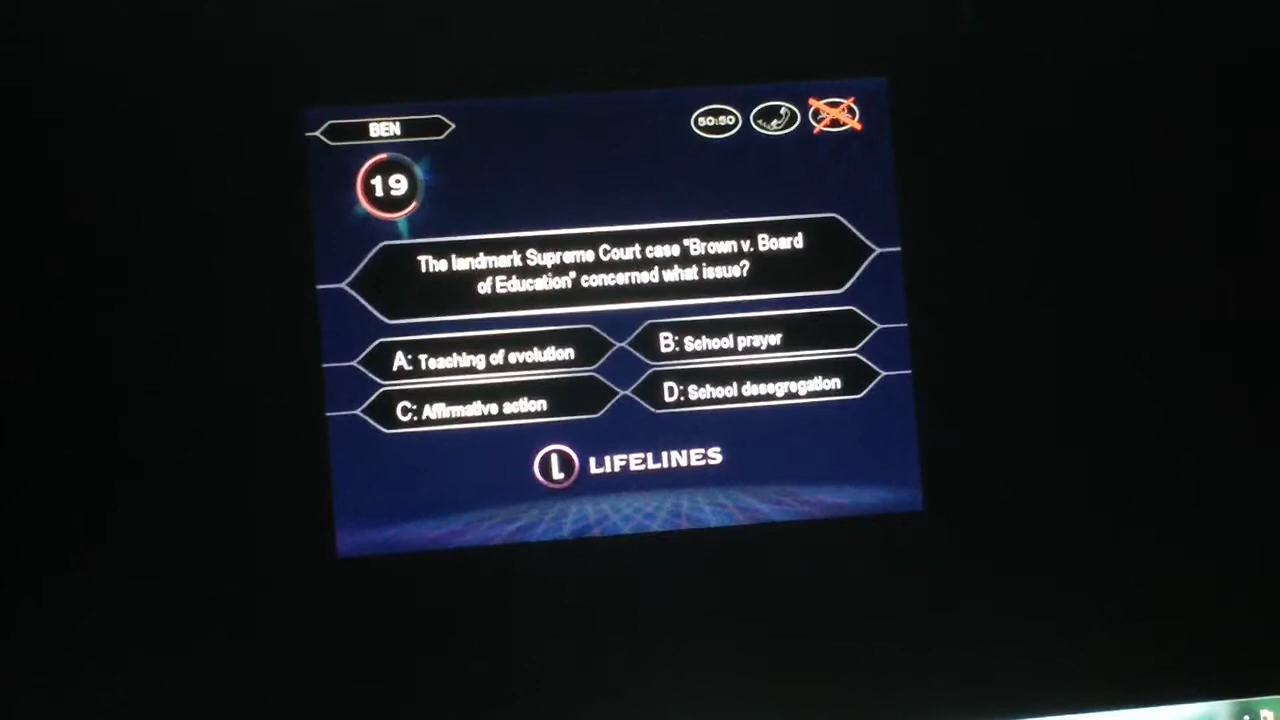 BEN
50:50
19
The landmark Supreme Court case "Brown v. Board
of Education" concerned what issue?
A: Teaching of evolution
B: School prayer
C: Affirmative action
D: School desegregation
L LIFELINES